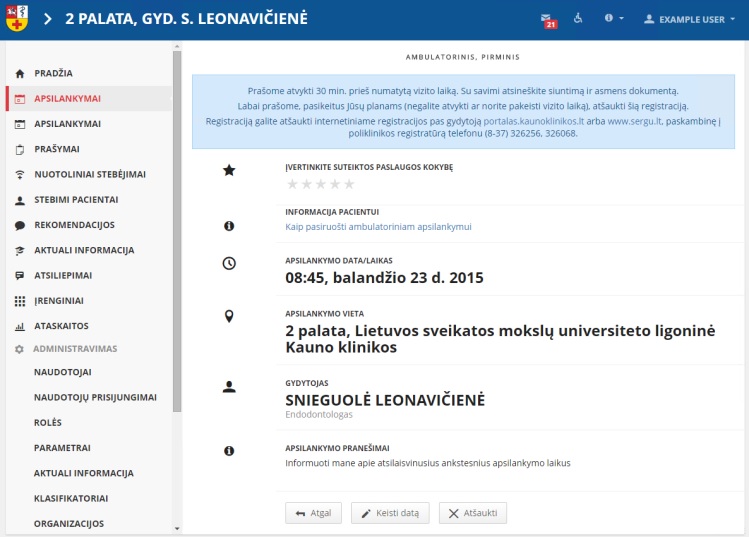 2 PALATA, GYD. S. LEONAVIČIENĖ
21
EXAMPLE USER
PRADŽIA
APSILANKYMAI
APSILANKYMAI
PRAŠYMAI
NUOTOLINIAI STEBĖJIMAI
STEBIMI PACIENTAI
REKOMENDACIJOS
AKTUALI INFORMACIJA
ATSILIEPIMAI
ĮRENGINIAI
ATASKAITOS
ADMINISTRAVIMAS
NAUDOTOJAI
NAUDOTOJŲ PRISIJUNGIMAI
ROLĖS
PARAMETRAI
AKTUALI INFORMACIJA
KLASIFIKATORIAI
ORGANIZACIJOS
AMBULATORINIS, PIRMINIS
Prašome atvykti 30 min. prieš numatytą vizito laiką. Su savimi atsineškite siuntimą ir asmens dokumentą.
Labai prašome, pasikeitus Jūsų planams (negalite atvykti ar norite pakeisti vizito laiką), atšaukti šią registraciją.
Registraciją galite atšaukti internetiniame registracijos pas gydytoją portalas.kaunoklinikos.lt arba www.sergu.lt, paskambinę į
poliklinikos registratūrą telefonu (8-37) 326256, 326068.
ĮVERTINKITE SUTEIKTOS PASLAUGOS KOKYBĘ
INFORMACIJA PACIENTUI
Kaip pasiruošti ambulatoriniam apsilankymui
APSILANKYMO DATA/LAIKAS
08:45, balandžio 23 d. 2015
APSILANKYMO VIETA
2 palata, Lietuvos sveikatos mokslų universiteto ligoninė
Kauno klinikos
GYDYTOJAS
SNIEGUOLĖ LEONAVIČIENĖ
Endodontologas
APSILANKYMO PRANEŠIMAI
Informuoti mane apie atsilaisvinusius ankstesnius apsilankymo laikus
Atgal
Keisti datą
Atšaukti